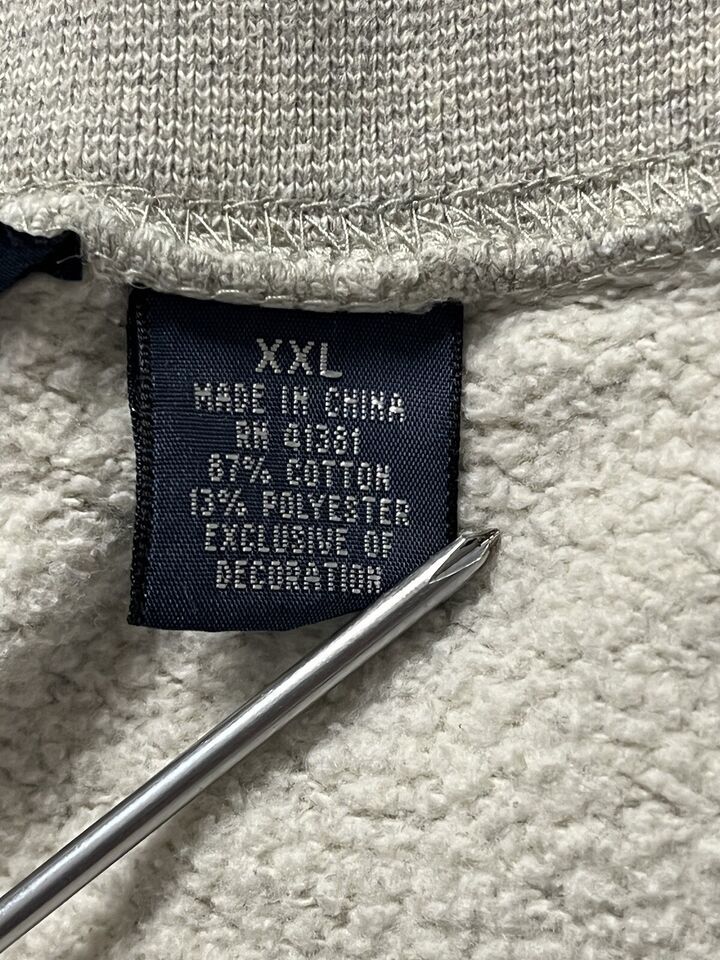 XXL
MADE IN CHINA
RN 41381
87% COTTON
13% POLYESTER
EXCLUSIVE OF
DECORATION